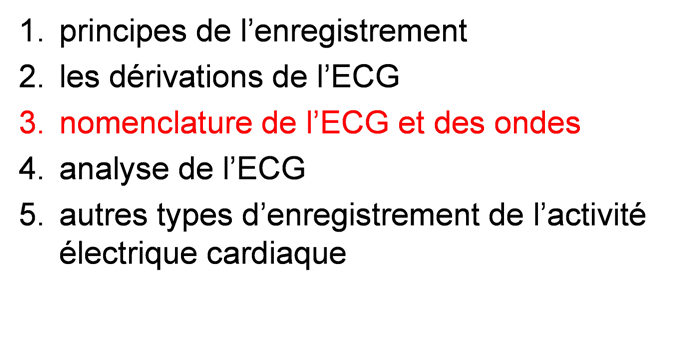 1. principes de l’enregistrement
2. les dérivations de l’ECG
3. nomenclature de l’ECG et des ondes
4. analyse de l’ECG
5. autres types d’enregistrement de l’activité
électrique cardiaque